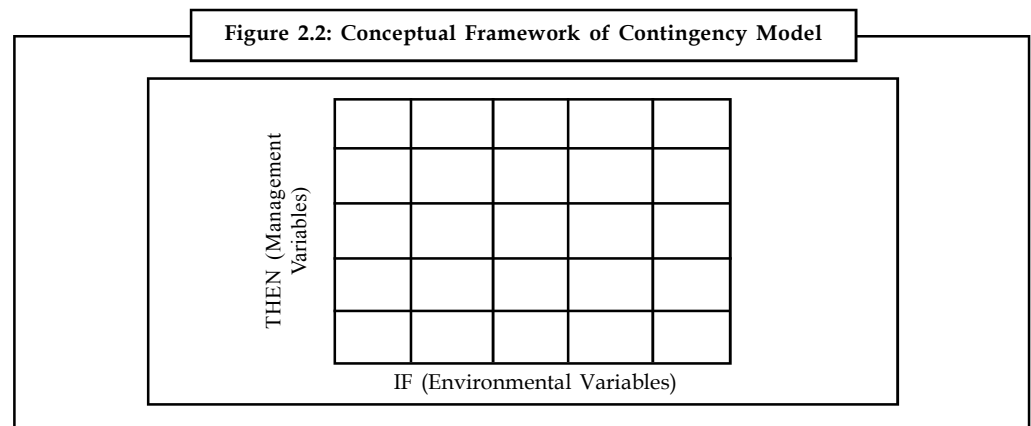 Figure 2.2: Conceptual Framework of Contingency Model
THEN (Management
Variables)
IF (Environmental Variables)